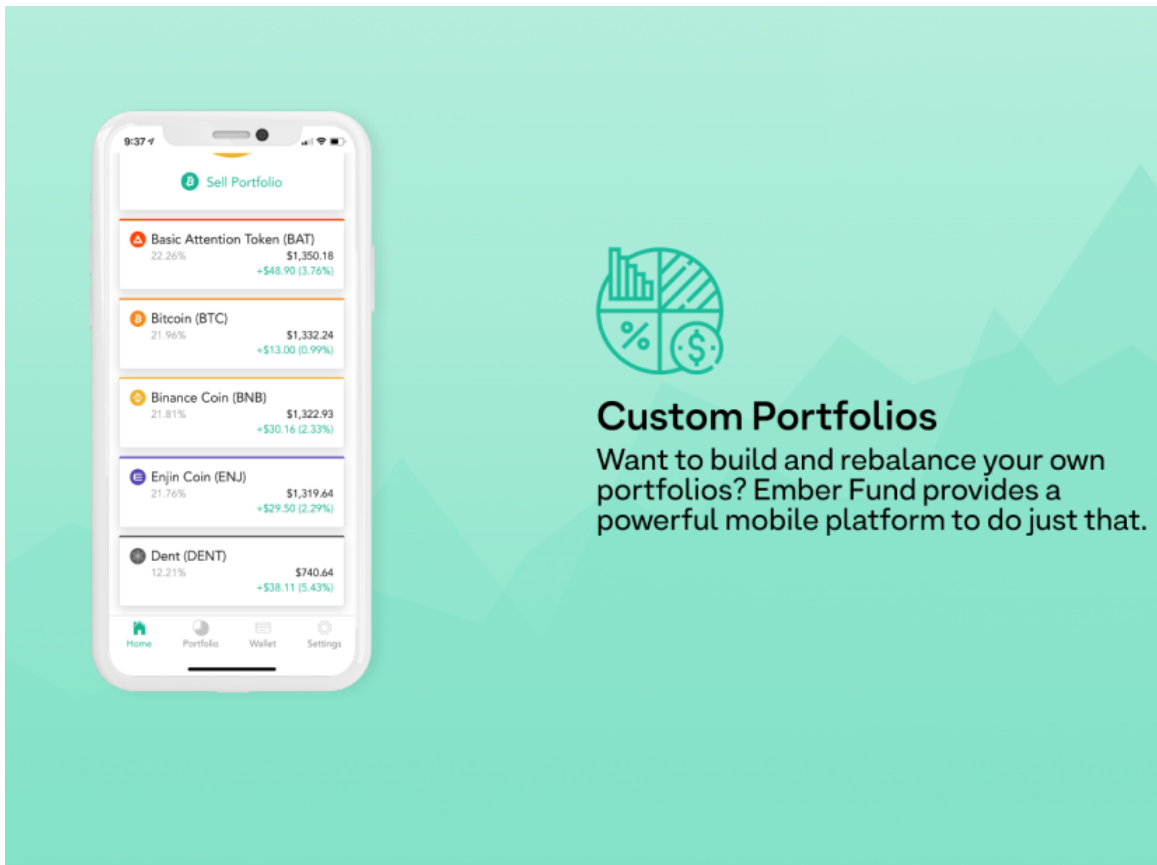 9:37
Sell Portfolio
Basic Attention Token (BAT)
22.26%
$1,350.18
+$48.90 (3.76%)
Bitcoin (BTC)
21.96%
$1,332.24
+$13.00 (0.99%)
Binance Coin (BNB)
21.81%
$1,322.93
+$30.16 (2.33%)
Enjin Coin (ENJ)
21.76%
$1,319.64
+$29.50 (2.29%)
Dent (DENT)
12.21%
$740.64
+$38.11 (5.43%)
Home Portfolio Wallet Settings
% $
Custom Portfolios
Want to build and rebalance your own
portfolios? Ember Fund provides a
powerful mobile platform to do just that.